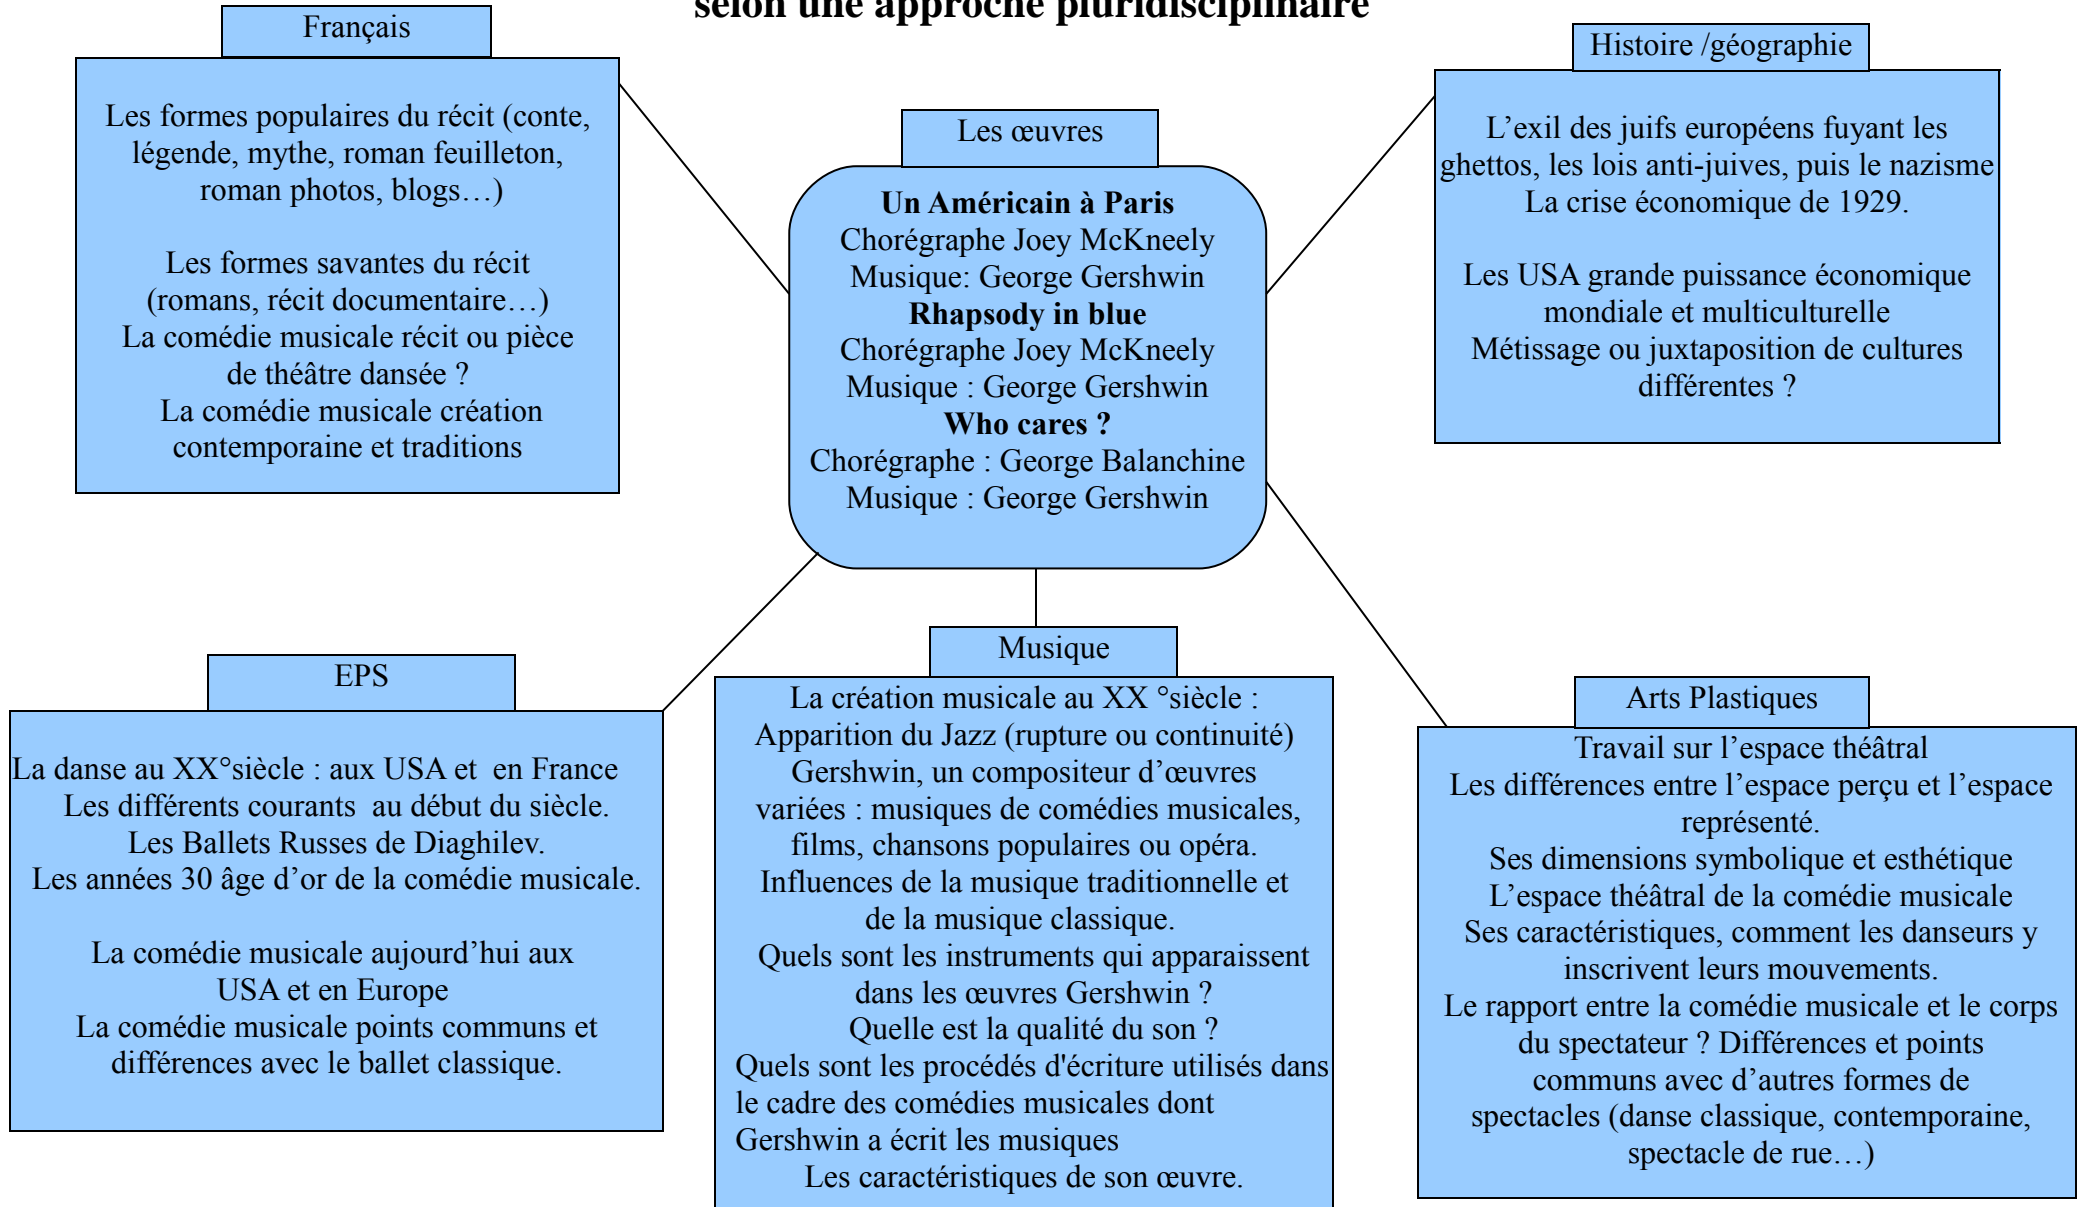 selon une approche pluridisciplinaire
Français
Les formes populaires du récit (conte,
légende, mythe, roman feuilleton,
roman photos, blogs…)
Les formes savantes du récit
(romans, récit documentaire…)
La comédie musicale récit ou pièce
de théâtre dansée ?
La comédie musicale création
contemporaine et traditions
Les œuvres
Un Américain à Paris
Chorégraphe Joey McKneely
Musique: George Gershwin
Rhapsody in blue
Chorégraphe Joey McKneely
Musique : George Gershwin
Who cares ?
Chorégraphe : George Balanchine
Musique : George Gershwin
Histoire /géographie
L’exil des juifs européens fuyant les
ghettos, les lois anti-juives, puis le nazisme
La crise économique de 1929.
Les USA grande puissance économique
mondiale et multiculturelle
Métissage ou juxtaposition de cultures
différentes ?
EPS
La danse au XX°siècle : aux USA et  en France
Les différents courants  au début du siècle.
Les Ballets Russes de Diaghilev.
Les années 30 âge d’or de la comédie musicale.
La comédie musicale aujourd’hui aux
USA et en Europe
La comédie musicale points communs et
différences avec le ballet classique.
Musique
La création musicale au XX °siècle :
Apparition du Jazz (rupture ou continuité)
Gershwin, un compositeur d’œuvres
variées : musiques de comédies musicales,
films, chansons populaires ou opéra.
Influences de la musique traditionnelle et
de la musique classique.
Quels sont les instruments qui apparaissent
dans les œuvres Gershwin ?
Quelle est la qualité du son ?
Quels sont les procédés d'écriture utilisés dans
le cadre des comédies musicales dont
Gershwin a écrit les musiques
Les caractéristiques de son œuvre.
Arts Plastiques
Travail sur l’espace théâtral
Les différences entre l’espace perçu et l’espace
représenté.
Ses dimensions symbolique et esthétique
L’espace théâtral de la comédie musicale
Ses caractéristiques, comment les danseurs y
inscrivent leurs mouvements.
Le rapport entre la comédie musicale et le corps
du spectateur ? Différences et points
communs avec d’autres formes de
spectacles (danse classique, contemporaine,
spectacle de rue…)